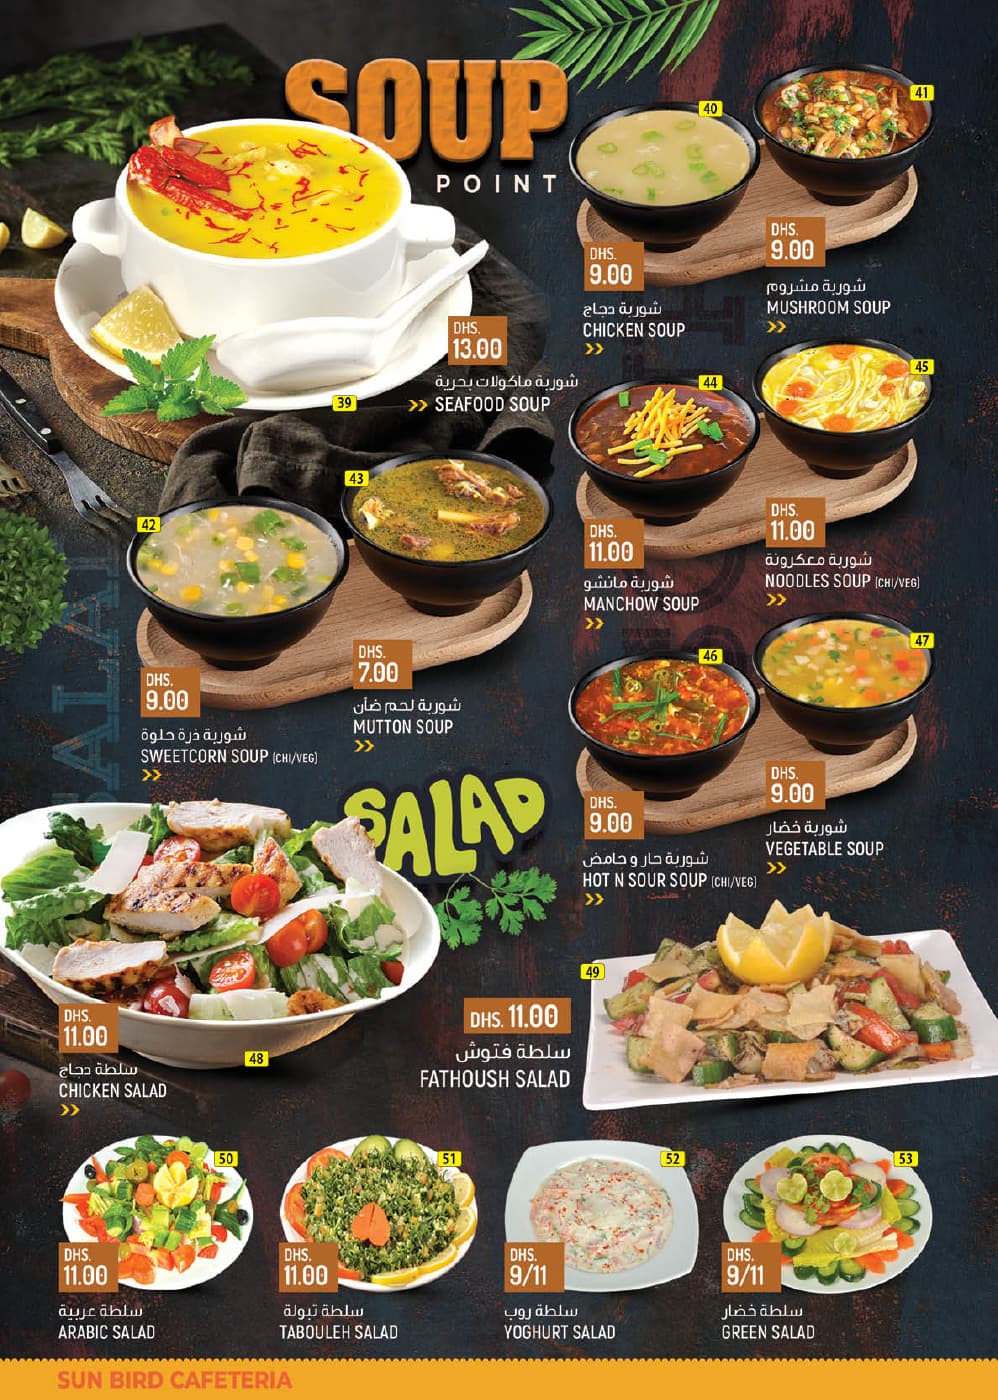 SOUP
POINT
40
DHS.
9.00
شوربة دجاج
CHICKEN SOUP
41
DHS.
9.00
شوربة مشروم
MUSHROOM SOUP
DHS.
13.00
شوربة ماكولات بحرية
39
SEAFOOD SOUP
44
DHS.
11.00
شوربة مانشو
MANCHOW SOUP
45
DHS.
11.00
شوربة معكرونة
NOODLES SOUP (CHI/VEG)
42
DHS.
9.00
شوربة ذرة حلوة
SWEETCORN SOUP (CHI/VEG)
43
DHS.
7.00
شوربة لحم ضأن
MUTTON SOUP
46
DHS.
9.00
شوربة حار و حامض
HOT N SOUR SOUP (CHI/VEG)
47
DHS.
9.00
شوربة خضار
VEGETABLE SOUP
SALAD
SALAD
DHS.
11.00
48
سلطة دجاج
CHICKEN SALAD
49
DHS. 11.00
سلطة فتوش
FATHOUSH SALAD
50
DHS.
11.00
سلطة عربية
ARABIC SALAD
51
DHS.
11.00
سلطة تبولة
TABOULEH SALAD
52
DHS.
9/11
سلطة روب
YOGHURT SALAD
53
DHS.
9/11
سلطة خضار
GREEN SALAD
SUN BIRD CAFETERIA